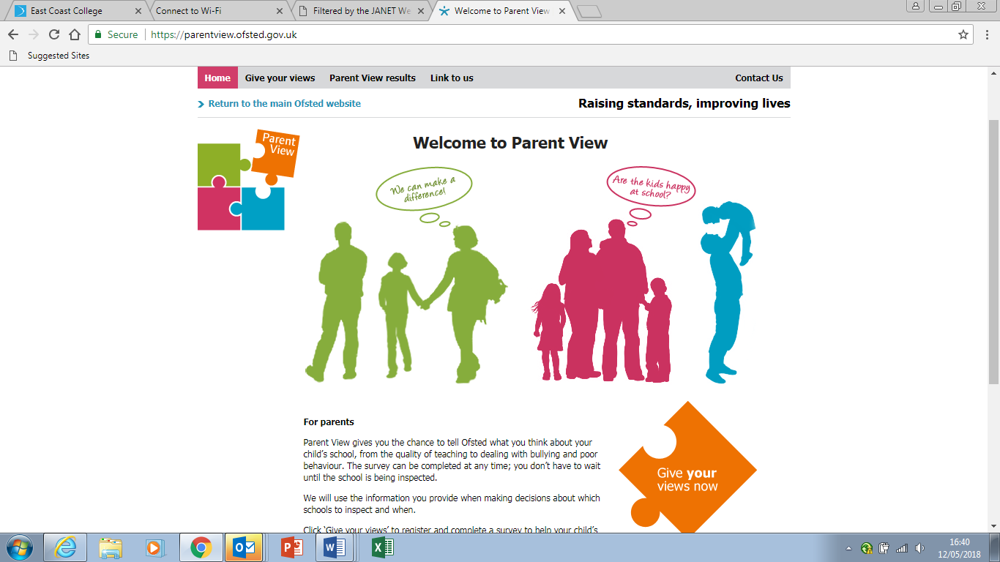 East Coast College
Connect to Wi-Fi
Filtered by the JANET We
Welcome to Parent View
Secure
https://parentview.ofsted.gov.uk
Suggested Sites
Home
Give your views
Parent View results
Link to us
Contact Us
Return to the main Ofsted website
Raising standards, improving lives
Parent
View
Welcome to Parent View
We can make a
difference!
Are the kids happy
at school?
For parents
Parent View gives you the chance to tell Ofsted what you think about your
child's school, from the quality of teaching to dealing with bullying and poor
behaviour. The survey can be completed at any time; you don't have to wait
until the school is being inspected.
We will use the information you provide when making decisions about which
schools to inspect and when.
Click 'Give your views' to register and complete a survey to help your child's
Give your
views now
16:40
12/05/2018